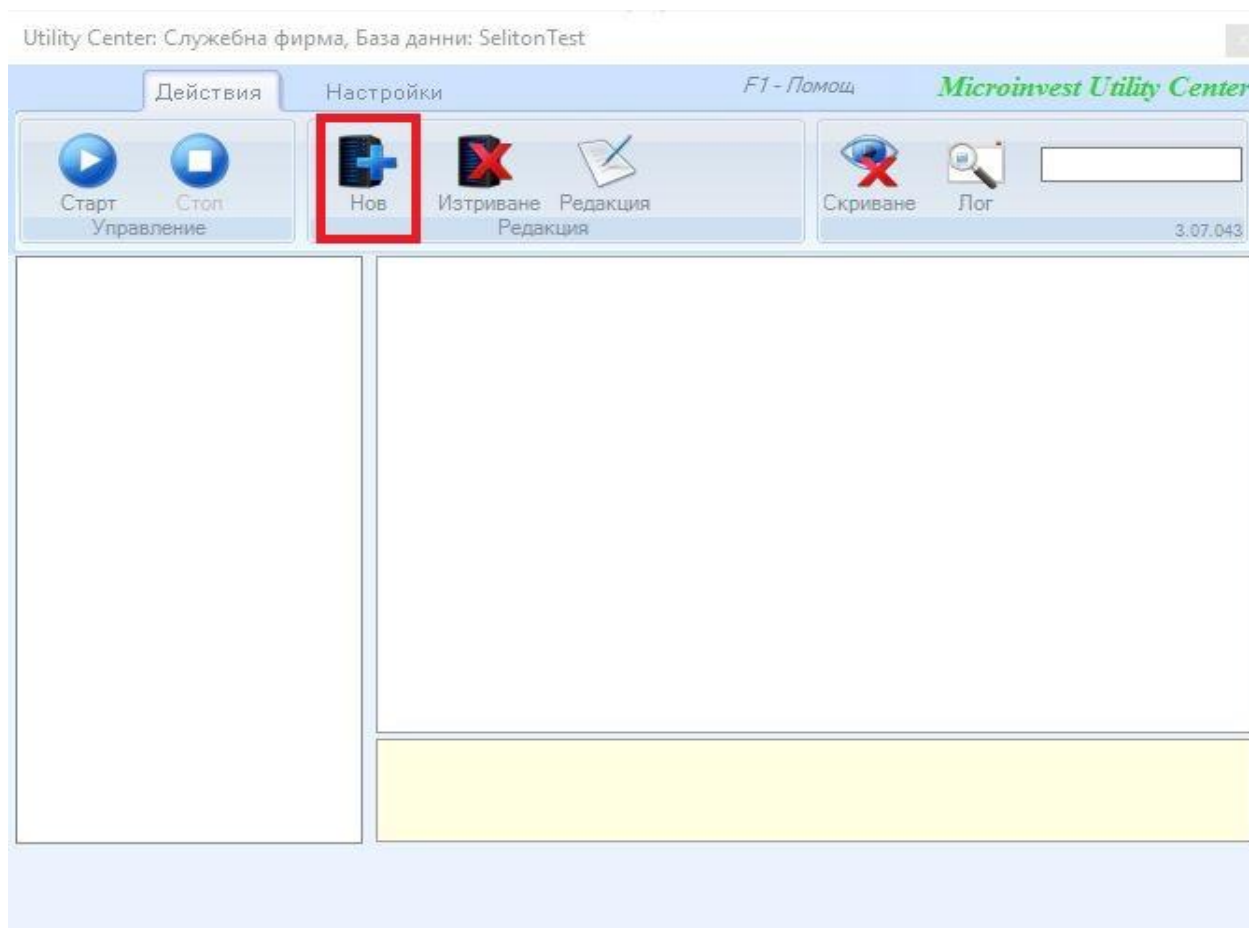 Utility Center: Служебна фирма, База данни: SelitonTest
Действия Настройки F1 - Помощ Microinvest Utility Center
Старт Стоп Нов Изтриване Редакция Скриване Лог
Управление Редакция 3.07.043